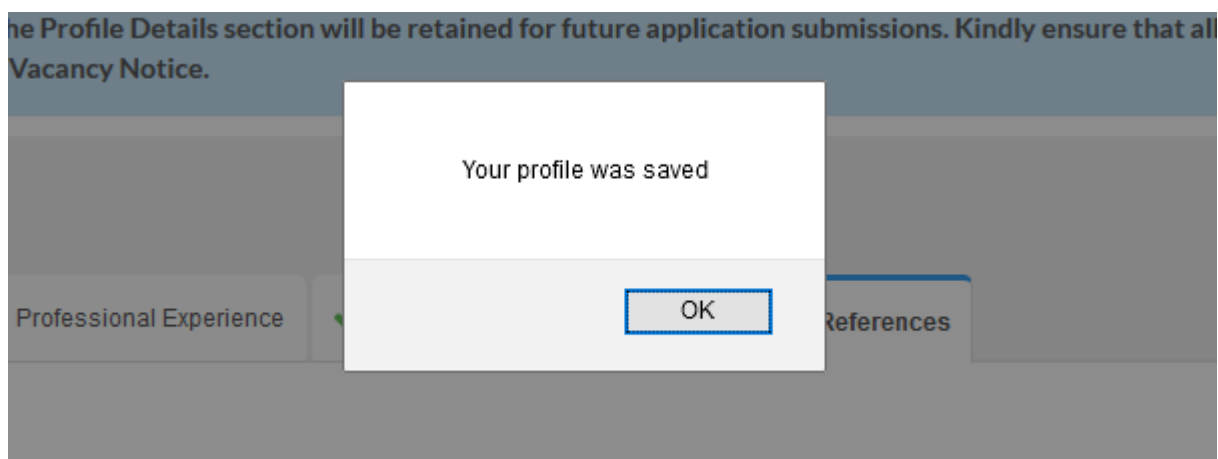 he Profile Details section will be retained for future application submissions. Kindly ensure that all
Vacancy Notice.
Your profile was saved
OK
Professional Experience
References